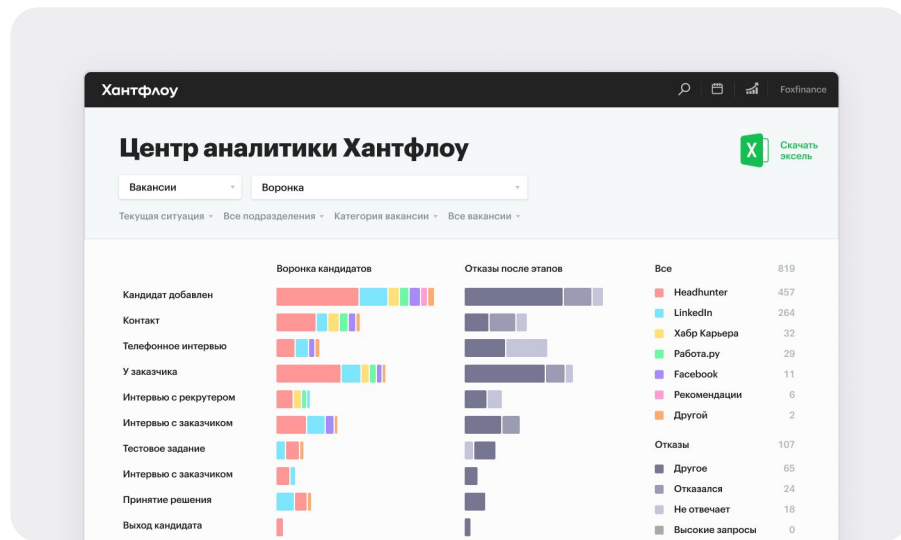 Хантфлоу
Foxfinance
Центр аналитики Хантфлоу
Скачать
эксель
Вакансии
Воронка
Текущая ситуация
Все подразделения
Категория вакансии
Все вакансии
Воронка кандидатов
Отказы после этапов
Кандидат добавлен
Контакт
Телефонное интервью
У заказчика
Интервью с рекрутером
Интервью с заказчиком
Тестовое задание
Интервью с заказчиком
Принятие решения
Выход кандидата
Все 819
Headhunter 457
LinkedIn 264
Хабр Карьера 32
Работа.ру 29
Facebook 11
Рекомендации 6
Другой 2
Отказы 107
Другое 65
Отказался 24
Не отвечает 18
Высокие запросы 0